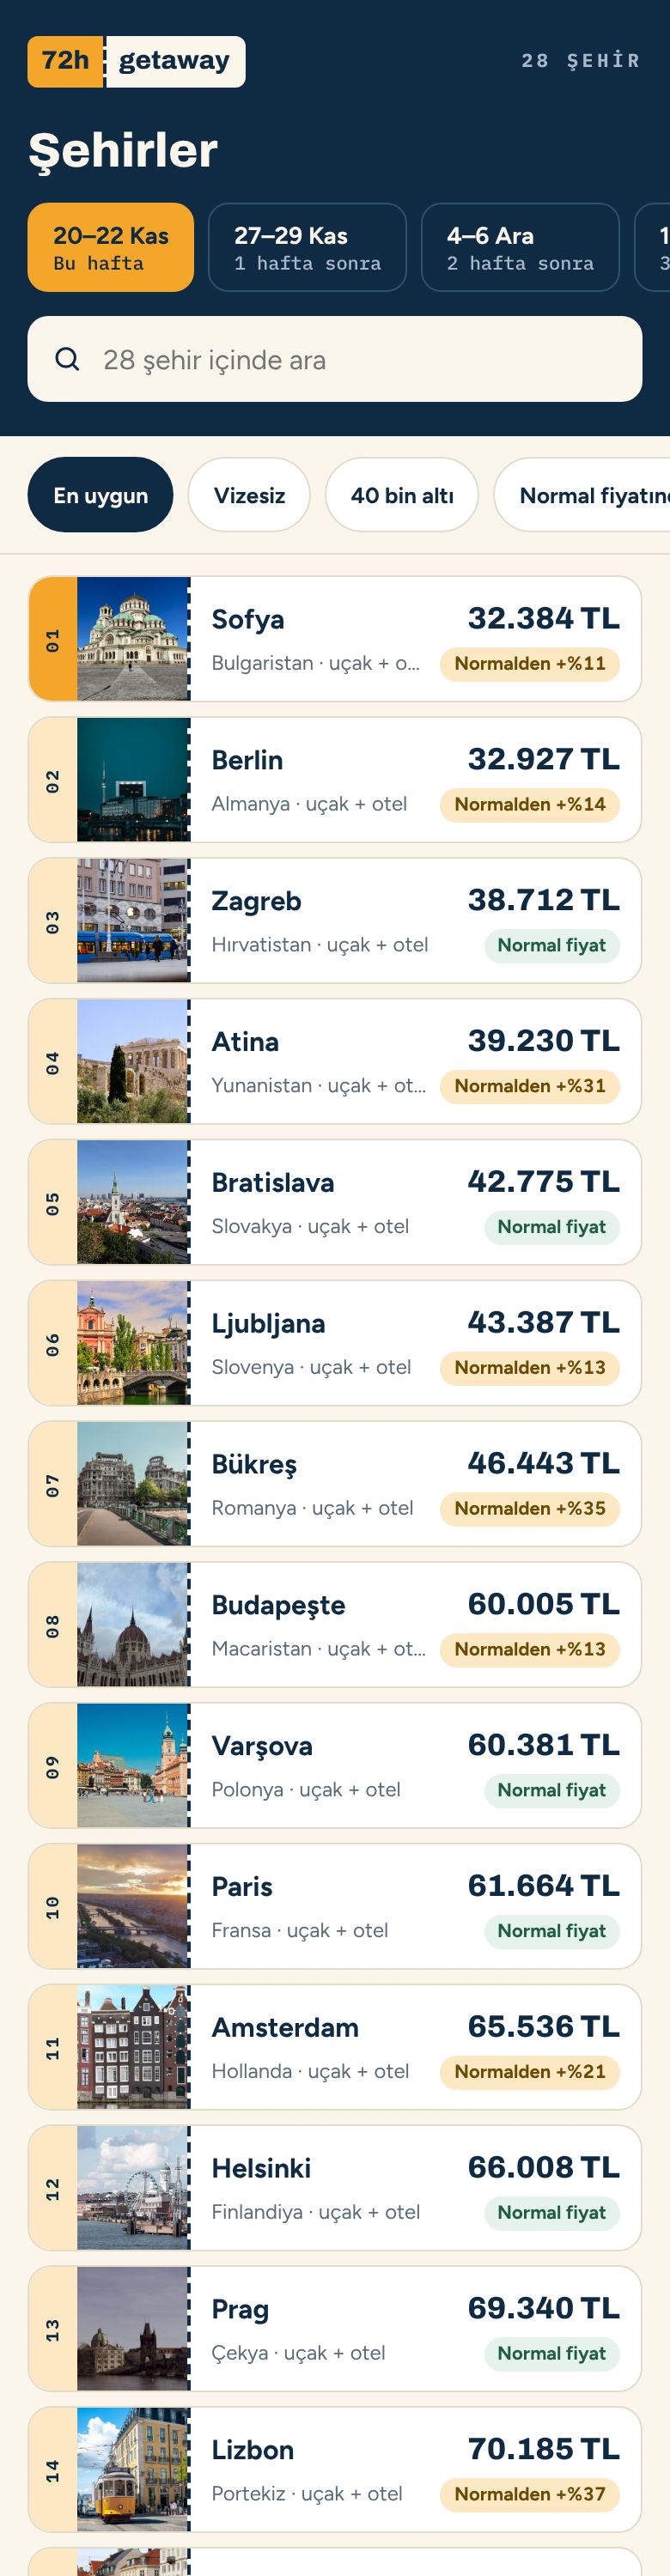 72h getaway
28 ŞEHİR
Şehirler
20–22 Kas
Bu hafta
27–29 Kas
1 hafta sonra
4–6 Ara
2 hafta sonra
1
3
28 şehir içinde ara
En uygun
Vizesiz
40 bin altı
Normal
01
Sofya
32.384 TL
Bulgaristan · uçak + o...
Normalden +%11
02
Berlin
32.927 TL
Almanya · uçak + otel
Normalden +%14
03
Zagreb
38.712 TL
Hırvatistan · uçak + otel
Normal fiyat
04
Atina
39.230 TL
Yunanistan · uçak + ot...
Normalden +%31
05
Bratislava
42.775 TL
Slovakya · uçak + otel
Normal fiyat
06
Ljubljana
43.387 TL
Slovenya · uçak + otel
Normalden +%13
07
Bükreş
46.443 TL
Romanya · uçak + otel
Normalden +%35
08
Budapeşte
60.005 TL
Macaristan · uçak + ot...
Normalden +%13
09
Varşova
60.381 TL
Polonya · uçak + otel
Normal fiyat
10
Paris
61.664 TL
Fransa · uçak + otel
Normal fiyat
11
Amsterdam
65.536 TL
Hollanda · uçak + otel
Normalden +%21
12
Helsinki
66.008 TL
Finlandiya · uçak + otel
Normal fiyat
13
Prag
69.340 TL
Çekya · uçak + otel
Normal fiyat
14
Lizbon
70.185 TL
Portekiz · uçak + otel
Normalden +%37